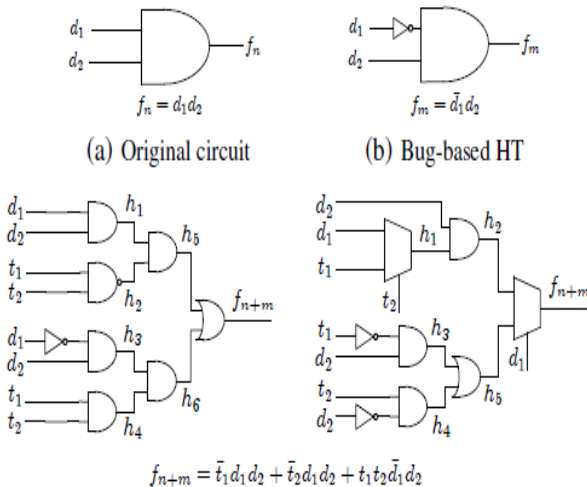 d₁
d₂
fₙ
fₙ = d₁d₂
(a) Original circuit
d₁
d₂
fₘ
fₘ = d̄₁d₂
(b) Bug-based HT
d₁
d₂
h₁
t₁
t₂
h₂
h₅
d₁
d₂
h₃
t₁
t₂
h₄
h₆
fₙ₊ₘ
d₂
d₁
t₁
h₁
t₂
h₂
t₁
d₂
h₃
t₂
d₂
h₄
h₅
d₁
fₙ₊ₘ
fₙ₊ₘ = t̄₁d₁d₂ + t̄₂d₁d₂ + t₁t₂d̄₁d₂